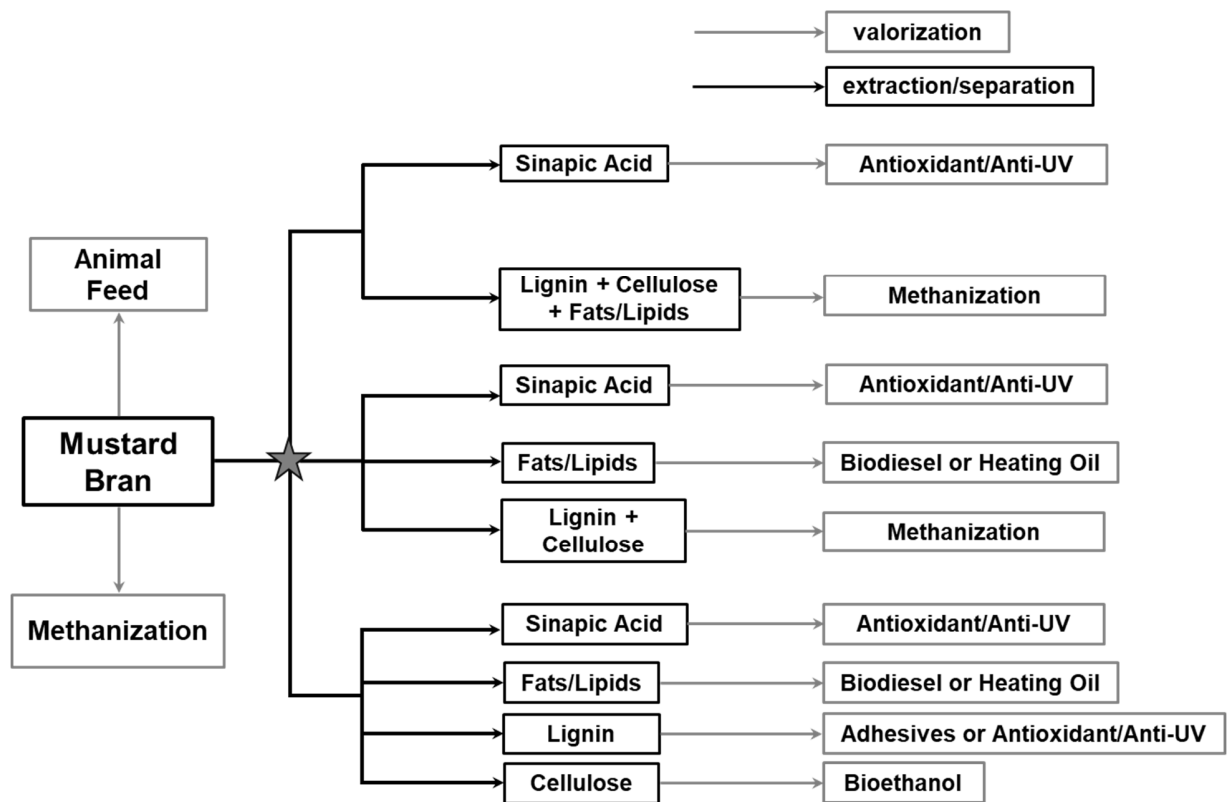 valorization
extraction/separation
Sinapic Acid
Antioxidant/Anti-UV
Animal
Feed
Lignin + Cellulose
+ Fats/Lipids
Methanization
Sinapic Acid
Antioxidant/Anti-UV
Mustard
Bran
Fats/Lipids
Biodiesel or Heating Oil
Lignin +
Cellulose
Methanization
Methanization
Sinapic Acid
Antioxidant/Anti-UV
Fats/Lipids
Biodiesel or Heating Oil
Lignin
Adhesives or Antioxidant/Anti-UV
Cellulose
Bioethanol